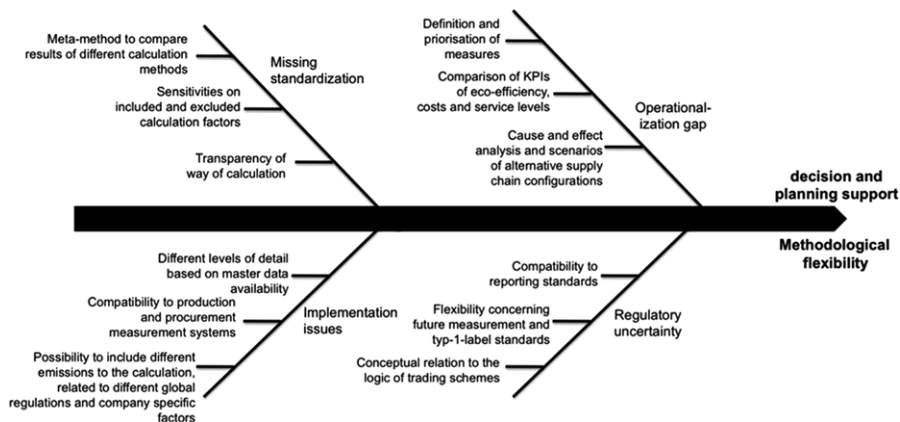 Meta-method to compare
results of different calculation
methods
Missing
standardization
Sensitivities on
included and excluded
calculation factors
Transparency of
way of calculation
Definition and
priorisation of
measures
Comparison of KPIs
of eco-efficiency,
costs and service levels
Operational-
ization gap
Cause and effect
analysis and scenarios
of alternative supply
chain configurations
decision and
planning support
Methodological
flexibility
Different levels of detail
based on master data
availability
Compatibility to production
and procurement
measurement systems
Implementation
issues
Possibility to include different
emissions to the calculation,
related to different global
regulations and company specific
factors
Compatibility to
reporting standards
Flexibility concerning
future measurement and
typ-1-label standards
Regulatory
uncertainty
Conceptual relation to the
logic of trading schemes